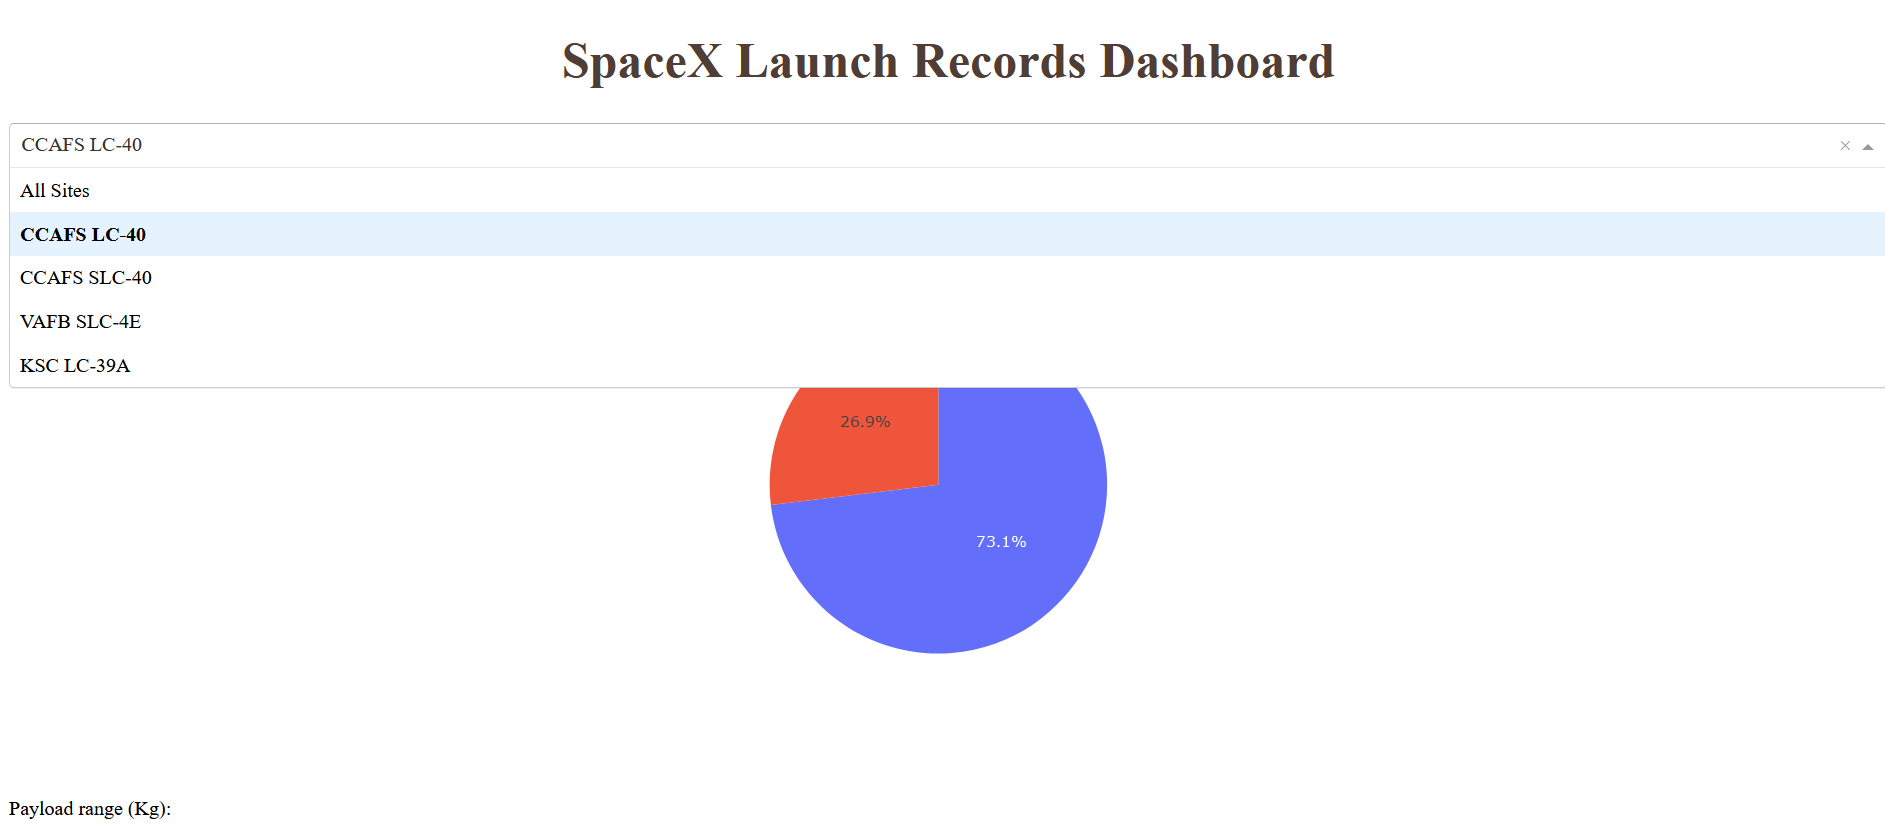 SpaceX Launch Records Dashboard
CCAFS LC-40
All Sites
CCAFS LC-40
CCAFS SLC-40
VAFB SLC-4E
KSC LC-39A
26.9%
73.1%
Payload range (Kg):